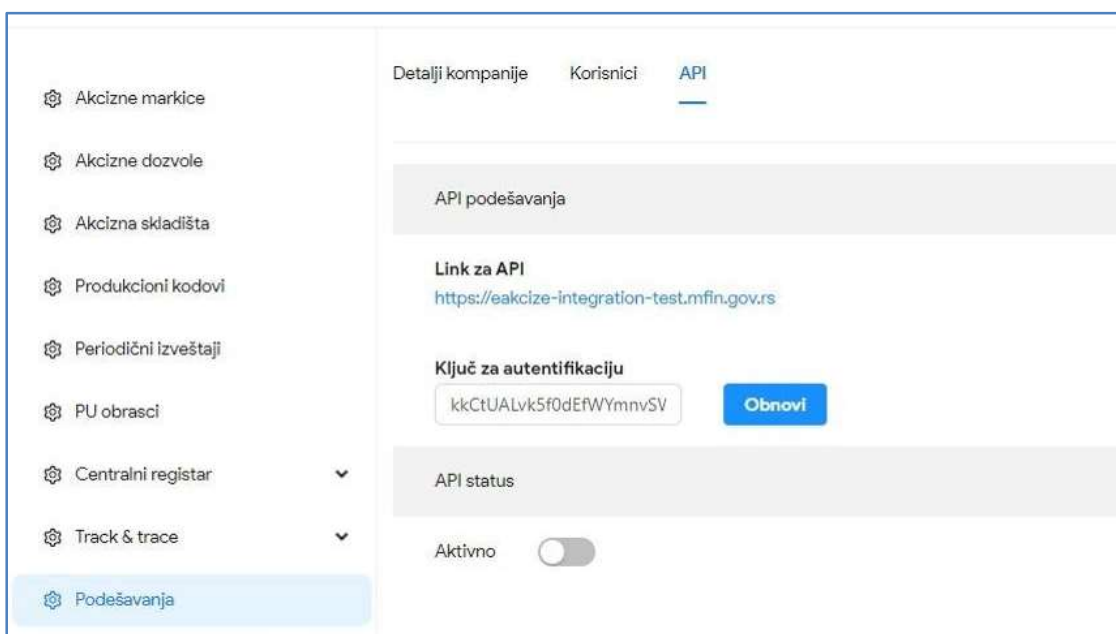 Akcizne markice
Akcizne dozvole
Akcizna skladišta
Produkcioni kodovi
Periodični izveštaji
PU obrasci
Centralni registar
Track & trace
Podešavanja
Detalji kompanije Korisnici API
API podešavanja
Link za API
https://eakcize-integration-test.mfin.gov.rs
Ključ za autentifikaciju
kkCtUALvk5f0dEfWYmnvSV Obnovi
API status
Aktivno